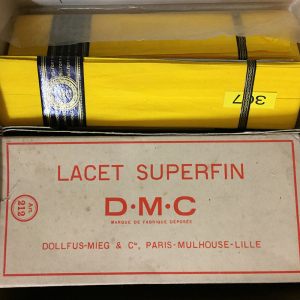 307
LACET SUPERFIN
D·M·C
MARQUE DE FABRIQUE DÉPOSÉE
DOLLFUS-MIEG & Cie, PARIS-MULHOUSE-LILLE
Art.
212